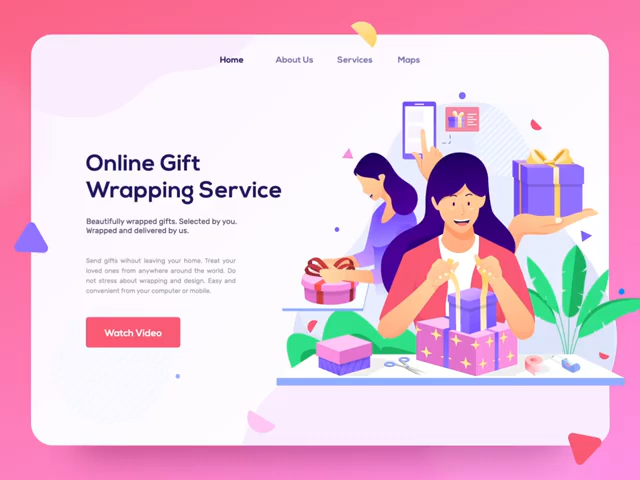 Home About Us Services Maps
Online Gift
Wrapping Service
Beautifully wrapped gifts. Selected by you.
Wrapped and delivered by us.
Send gifts wihout leaving your home. Treat your
loved ones from anywhere around the world. Do
not stress about wrapping and design. Easy and
convenient from your computer or mobile.
Watch Video